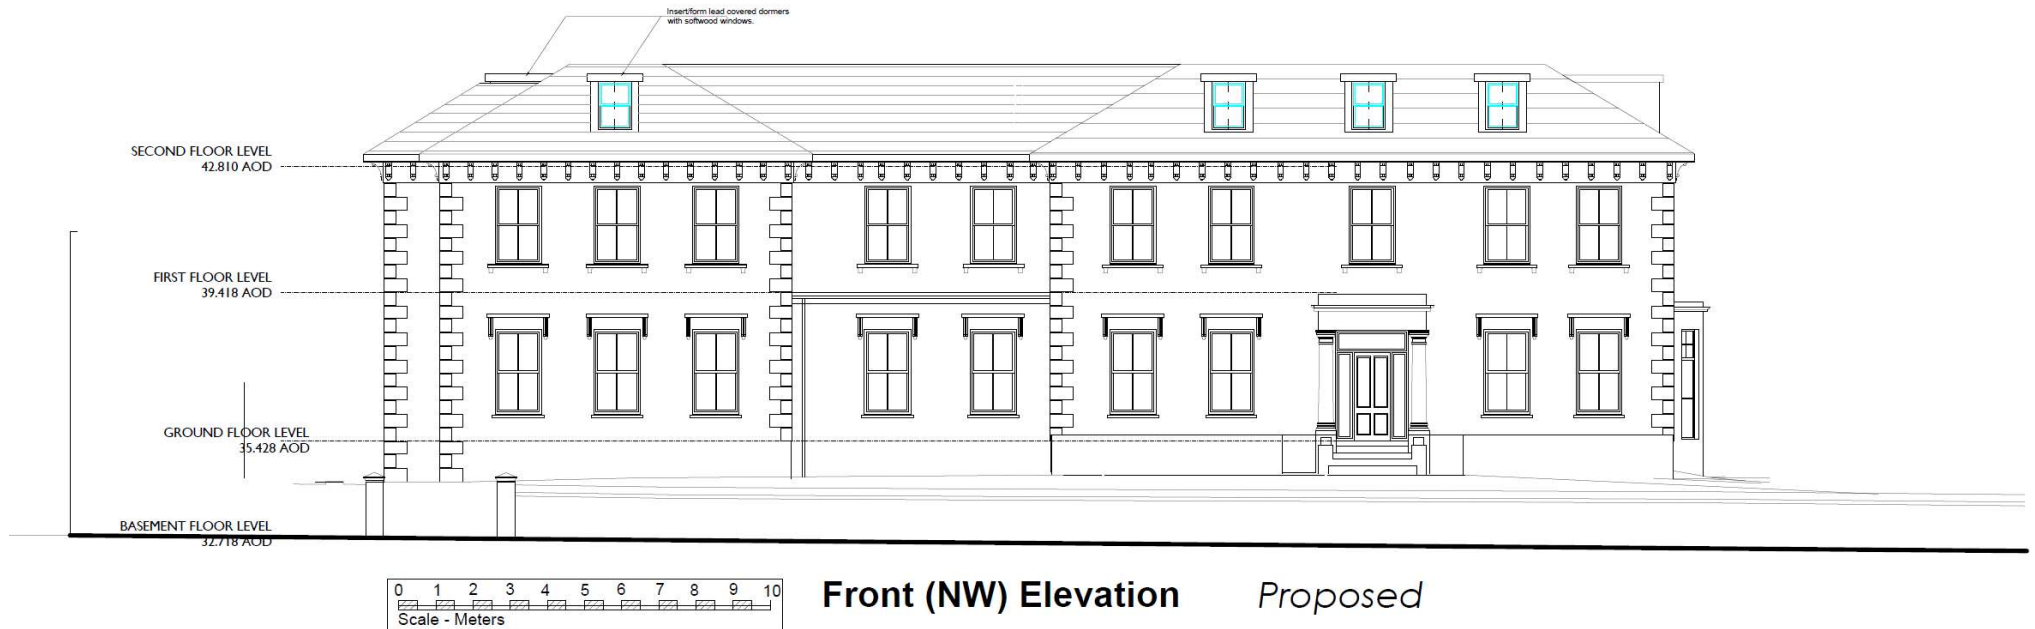 Insert/form lead covered dormers
with softwood windows.
SECOND FLOOR LEVEL
42.810 AOD
FIRST FLOOR LEVEL
39.418 AOD
GROUND FLOOR LEVEL
35.428 AOD
BASEMENT FLOOR LEVEL
32.718 AOD
0 1 2 3 4 5 6 7 8 9 10
Scale - Meters
Front (NW) Elevation Proposed